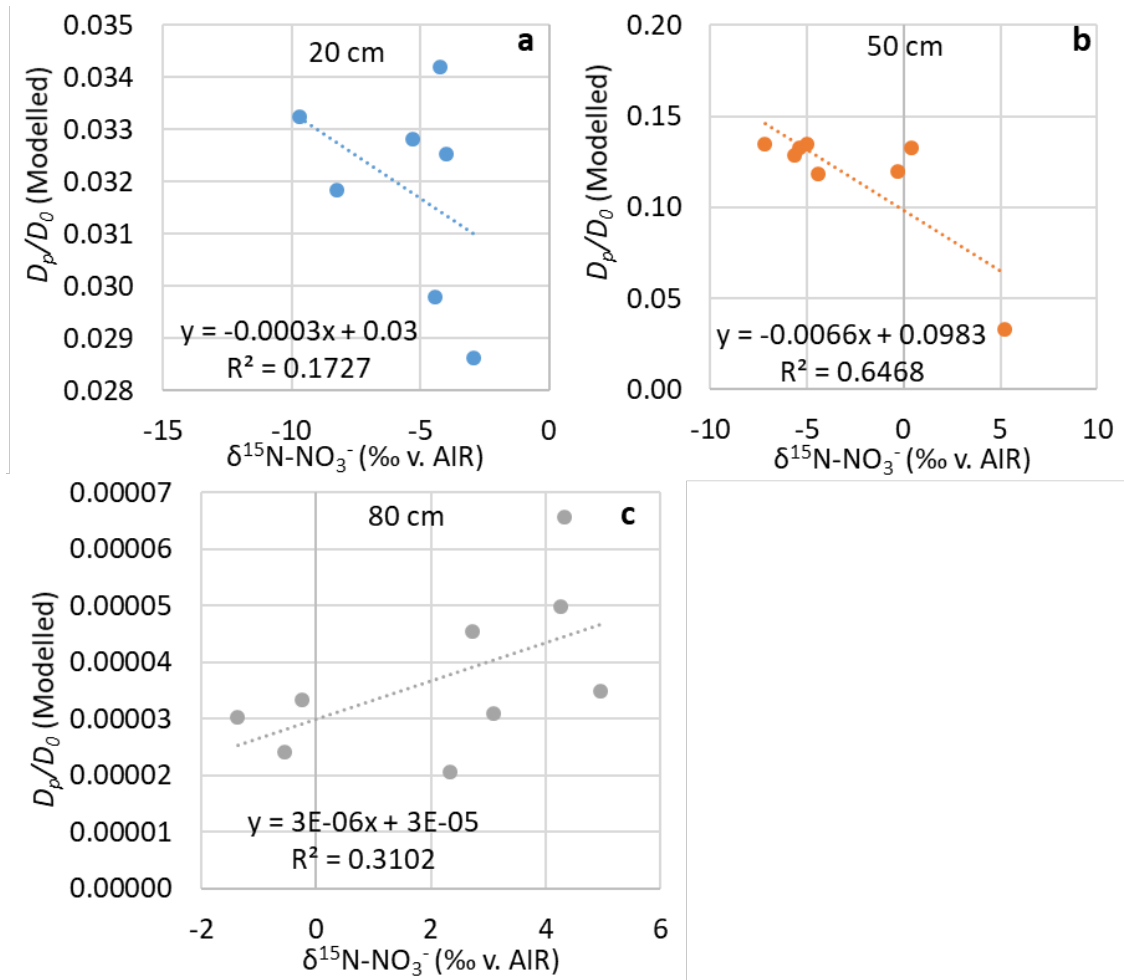 a
20 cm
0.035
0.034
0.033
0.032
0.031
0.030
0.029
0.028
Dₚ/D₀ (Modelled)
y = -0.0003x + 0.03
R² = 0.1727
-15
-10
-5
0
δ¹⁵N-NO₃⁻ (‰ v. AIR)
b
50 cm
0.20
0.15
0.10
0.05
0.00
Dₚ/D₀ (Modelled)
y = -0.0066x + 0.0983
R² = 0.6468
-10
-5
0
5
10
δ¹⁵N-NO₃⁻ (‰ v. AIR)
c
80 cm
0.00007
0.00006
0.00005
0.00004
0.00003
0.00002
0.00001
0.00000
Dₚ/D₀ (Modelled)
y = 3E-06x + 3E-05
R² = 0.3102
-2
0
2
4
6
δ¹⁵N-NO₃⁻ (‰ v. AIR)